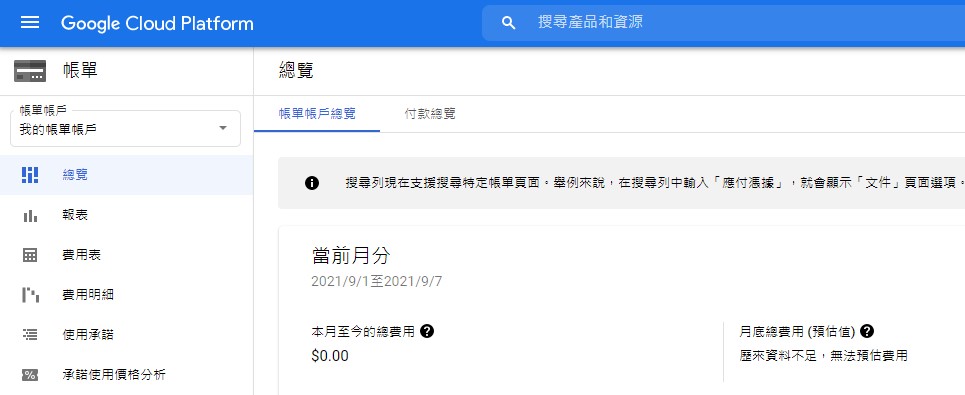 Google Cloud Platform
搜尋產品和資源
帳單
總覽
帳單帳戶
我的帳單帳戶
帳單帳戶總覽
付款總覽
總覽
報表
費用表
費用明細
使用承諾
承諾使用價格分析
搜尋列現在支援搜尋特定帳單頁面。舉例來說，在搜尋列中輸入「應付憑據」，就會顯示「文件」頁面選項。
當前月分
2021/9/1至2021/9/7
本月至今的總費用
$0.00
月底總費用 (預估值)
歷來資料不足，無法預估費用